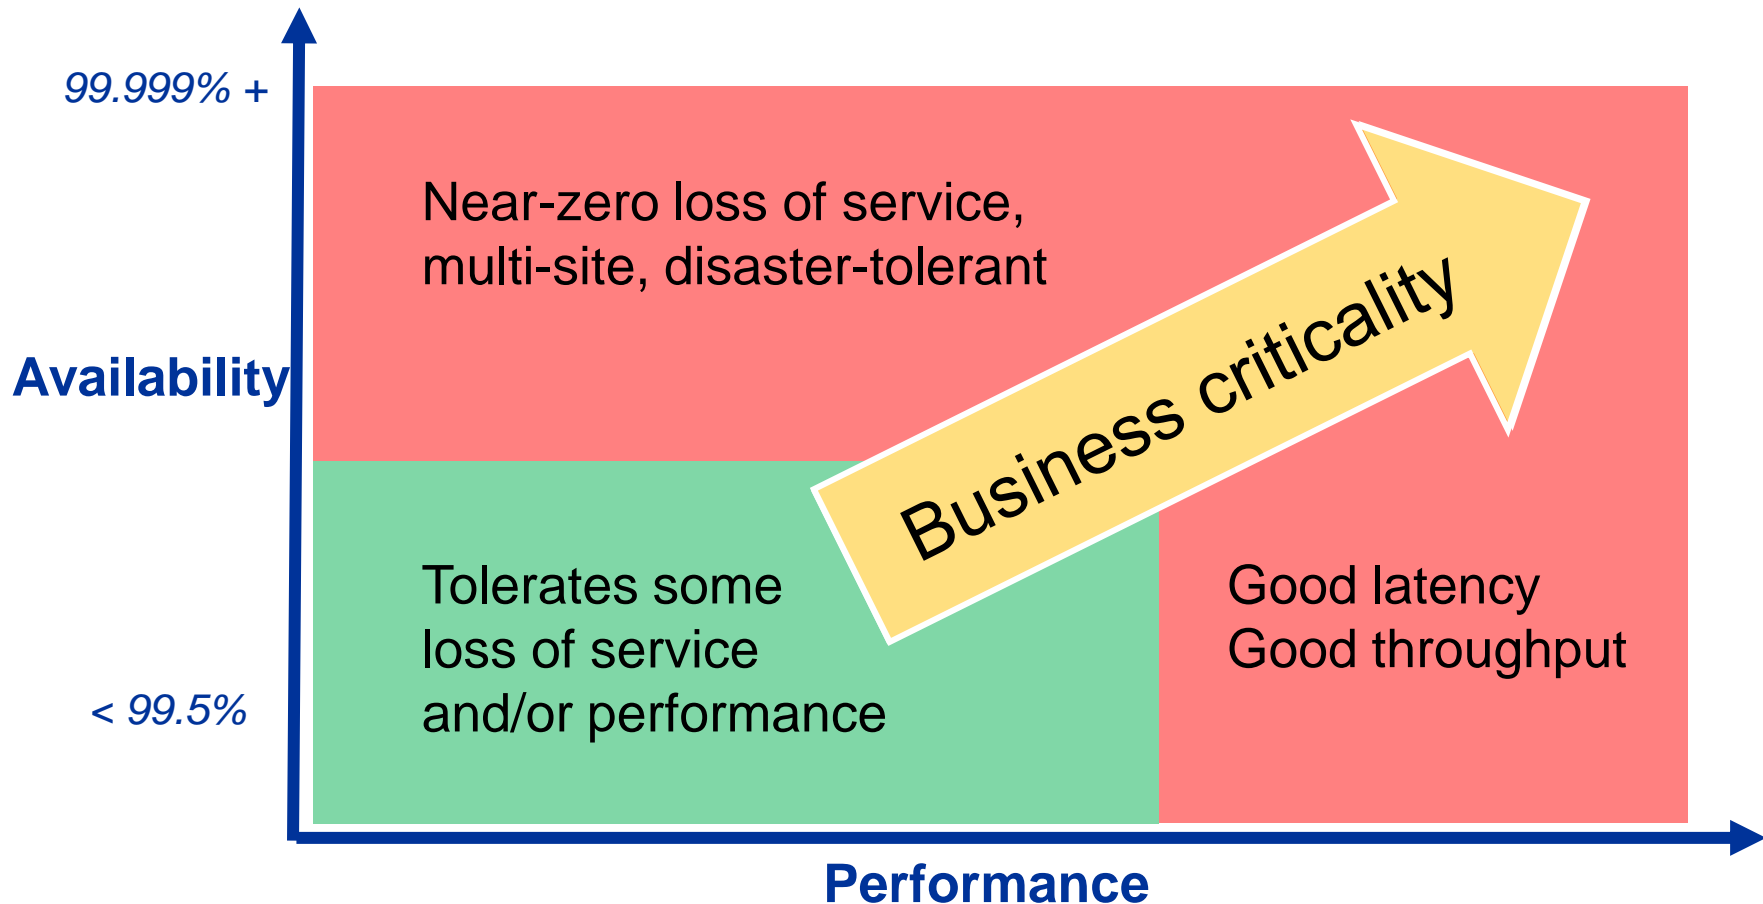 99.999% +
Near-zero loss of service,
multi-site, disaster-tolerant
Availability
Business criticality
Tolerates some
loss of service
and/or performance
Good latency
Good throughput
< 99.5%
Performance